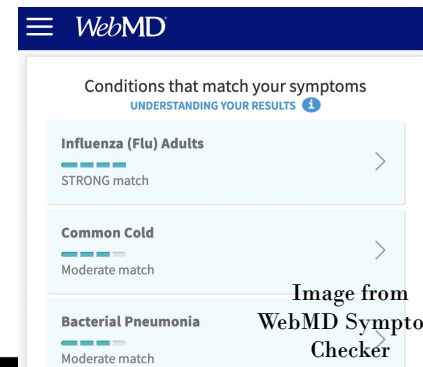 WebMD
Conditions that match your symptoms
UNDERSTANDING YOUR RESULTS i
Influenza (Flu) Adults
STRONG match
Common Cold
Moderate match
Bacterial Pneumonia
Moderate match
Image from
WebMD Sympto
Checker